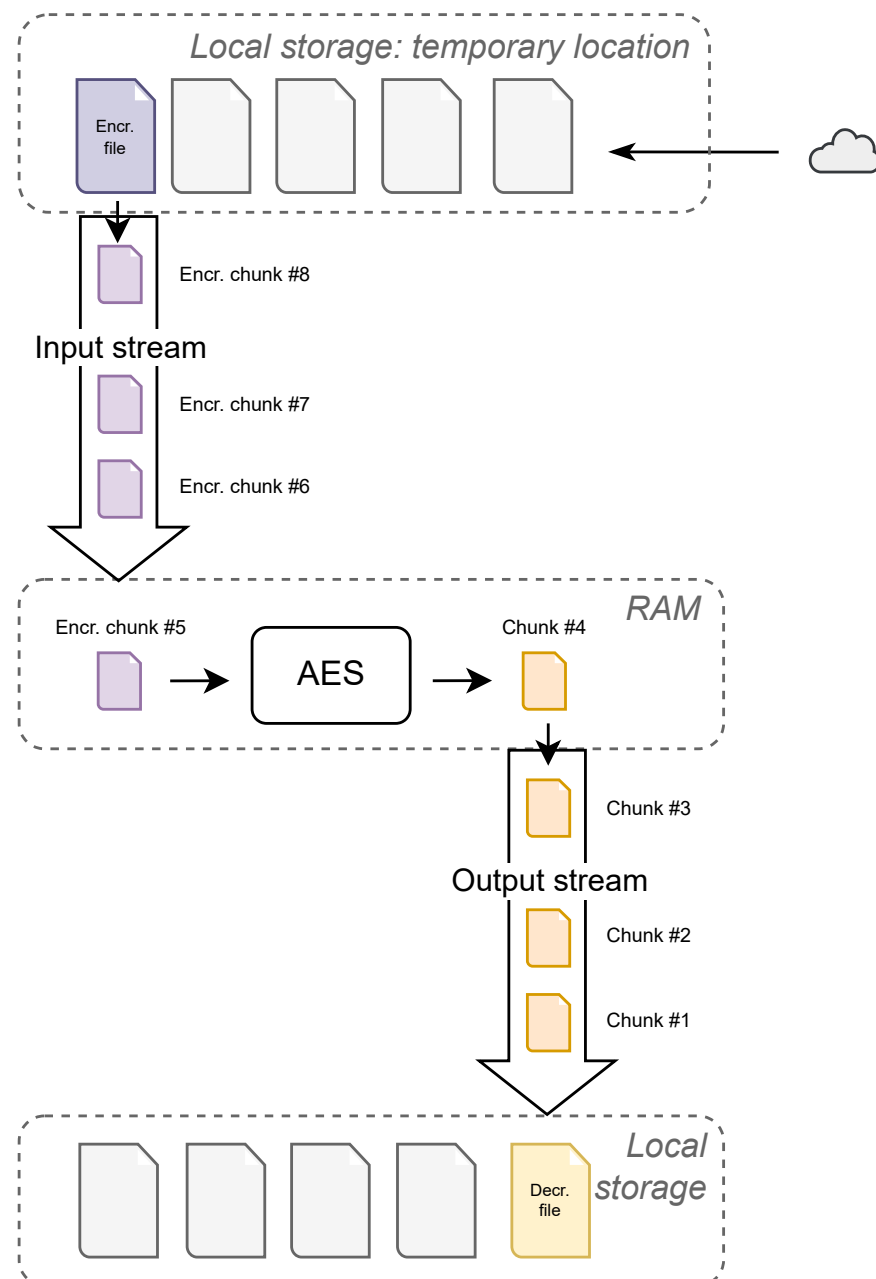 Local storage: temporary location
Encr.
file
Encr. chunk #8
Input stream
Encr. chunk #7
Encr. chunk #6
RAM
Encr. chunk #5
AES
Chunk #4
Chunk #3
Output stream
Chunk #2
Chunk #1
Local
storage
Decr.
file